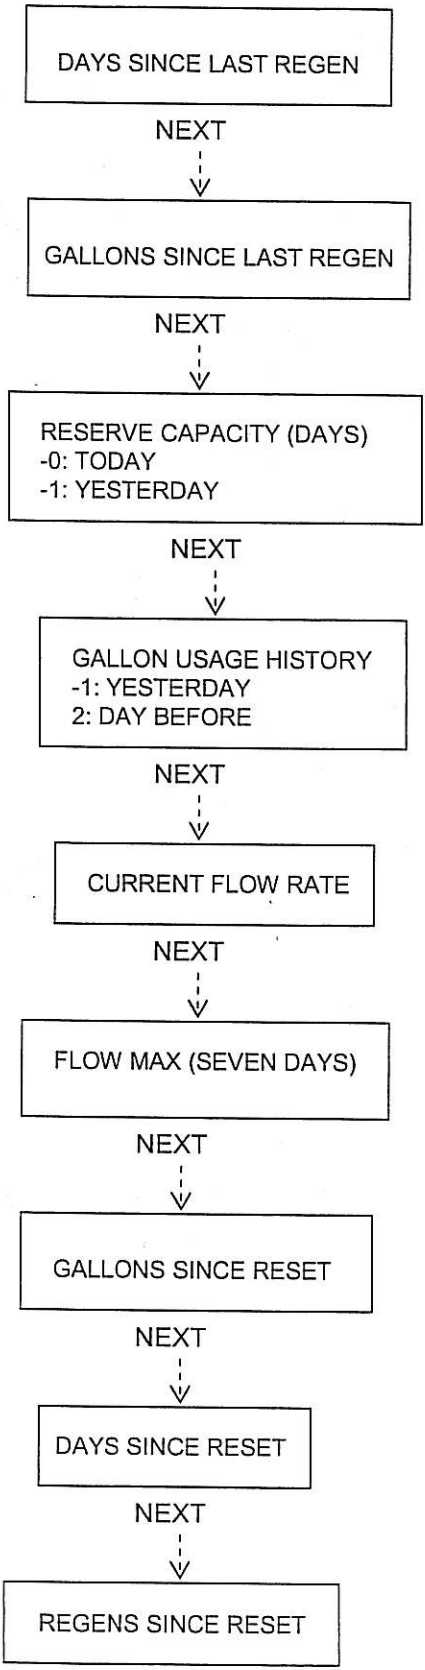 DAYS SINCE LAST REGEN
NEXT
GALLONS SINCE LAST REGEN
NEXT
RESERVE CAPACITY (DAYS)
-0: TODAY
-1: YESTERDAY
NEXT
GALLON USAGE HISTORY
-1: YESTERDAY
2: DAY BEFORE
NEXT
CURRENT FLOW RATE
NEXT
FLOW MAX (SEVEN DAYS)
NEXT
GALLONS SINCE RESET
NEXT
DAYS SINCE RESET
NEXT
REGENS SINCE RESET